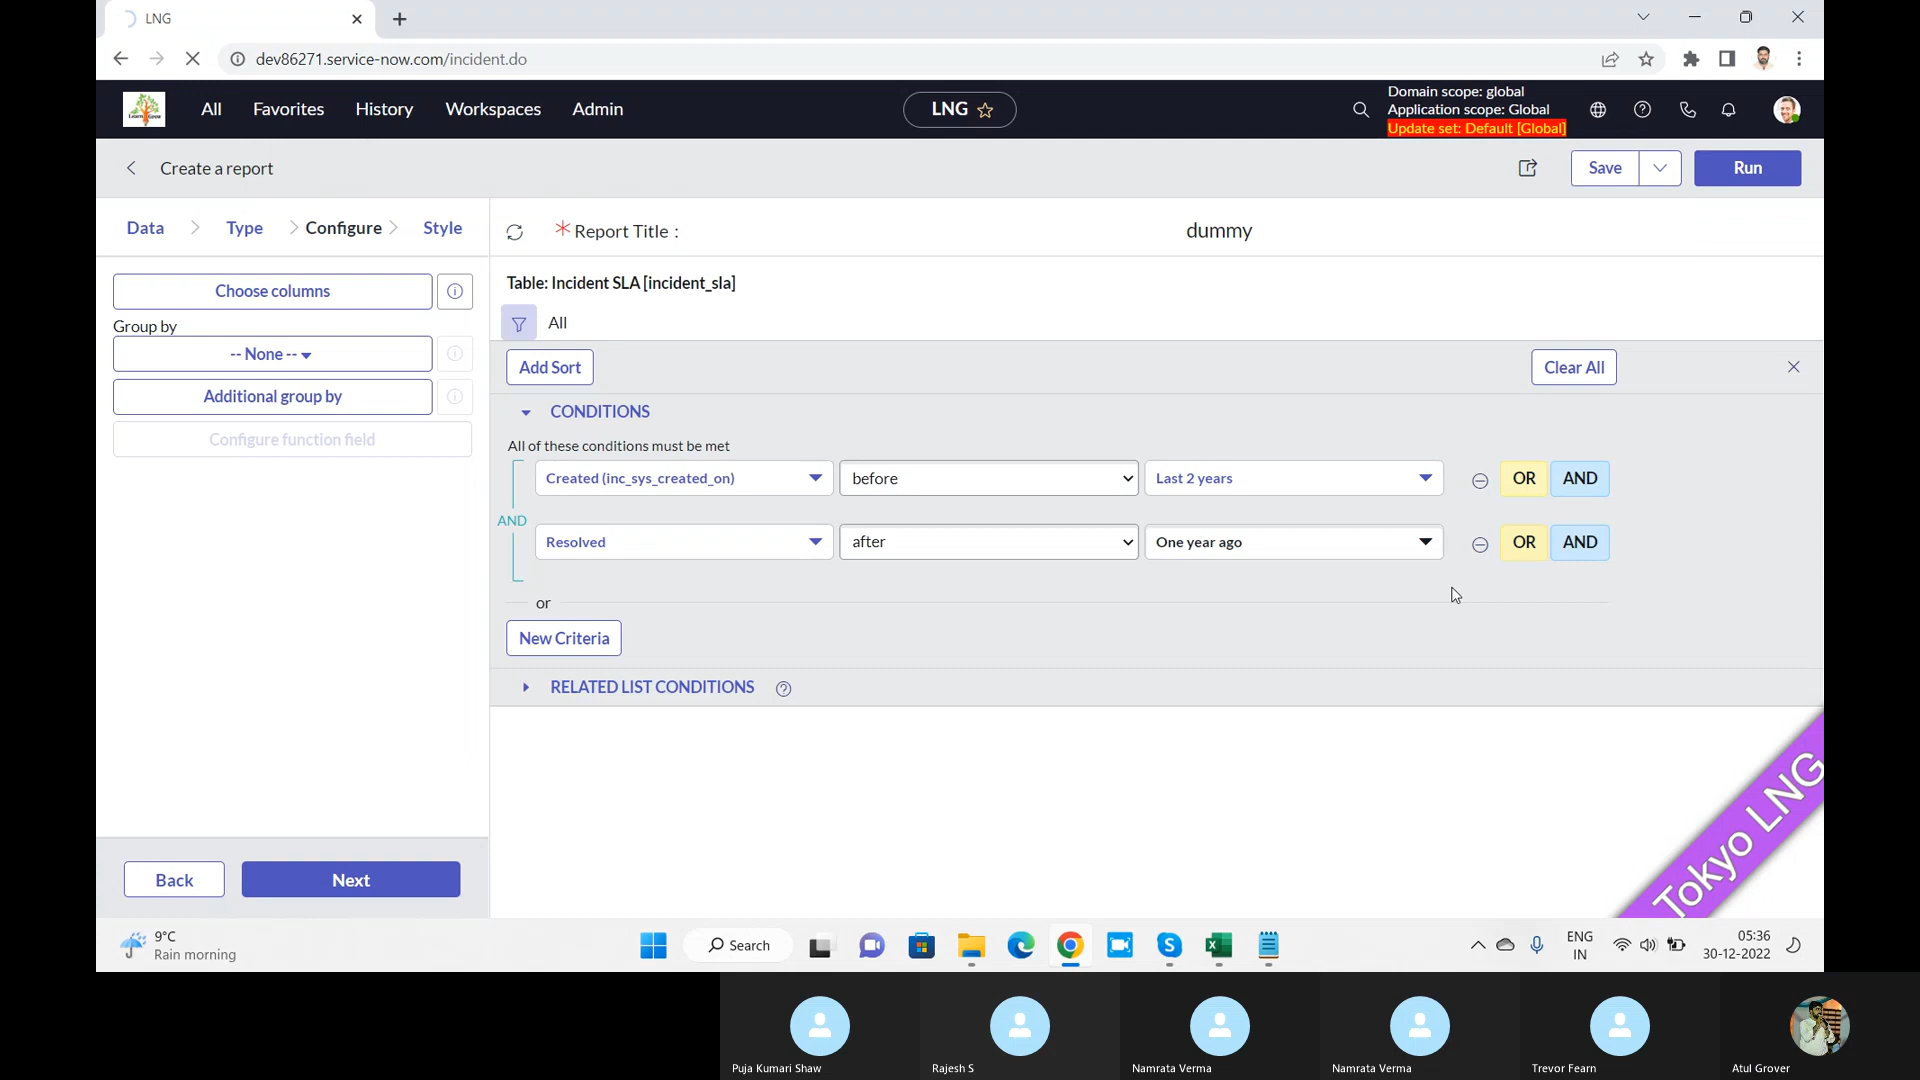 LNG
dev86271.service-now.com/incident.do
All
Favorites
History
Workspaces
Admin
LNG
Domain scope: global
Application scope: Global
Update set: Default [Global]
Create a report
Save
Run
Data
Type
Configure
Style
* Report Title :
dummy
Choose columns
Group by
-- None --
Additional group by
Configure function field
Table: Incident SLA [incident_sla]
All
Add Sort
Clear All
CONDITIONS
All of these conditions must be met
Created (inc_sys_created_on)
before
Last 2 years
OR
AND
AND
Resolved
after
One year ago
OR
AND
or
New Criteria
RELATED LIST CONDITIONS
Tokyo LNG
Back
Next
9°C
Rain morning
Search
ENG
IN
05:36
30-12-2022
Puja Kumari Shaw
Rajesh S
Namrata Verma
Namrata Verma
Trevor Fearn
Atul Grover